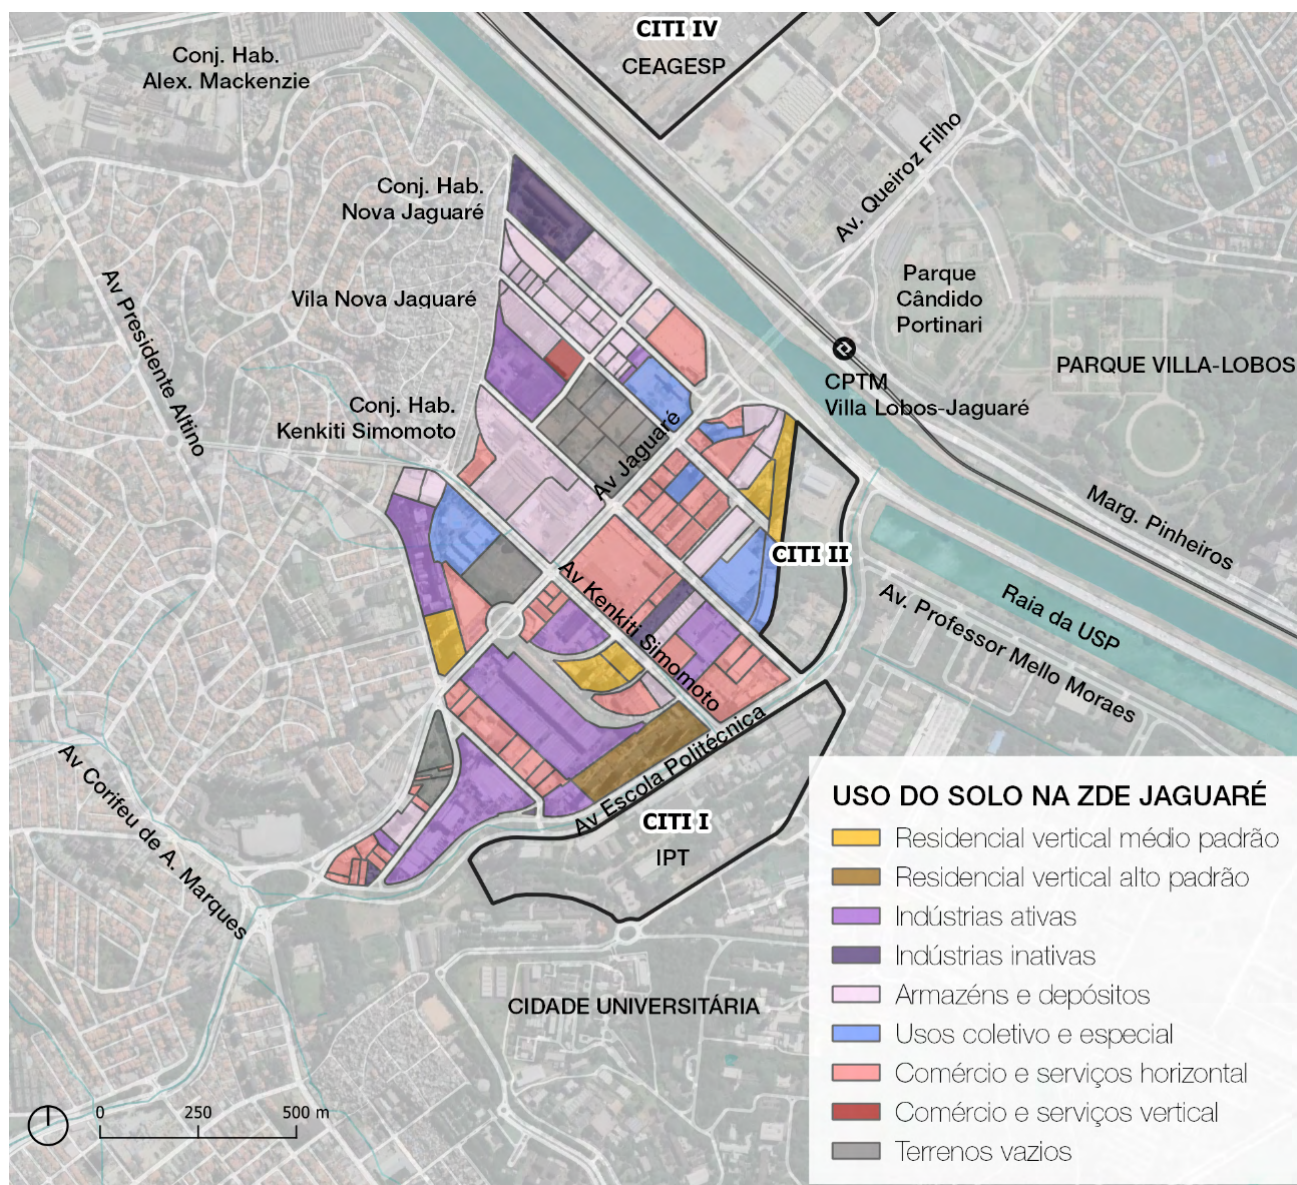 CITI IV
CEAGESP
Conj. Hab.
Alex. Mackenzie
Av. Queiroz Filho
Conj. Hab.
Nova Jaguaré
Parque
Cândido
Portinari
Vila Nova Jaguaré
Av Presidente Altino
PARQUE VILLA-LOBOS
CPTM
Villa Lobos-Jaguaré
Conj. Hab.
Kenkiti Simomoto
Av Jaguaré
Marg. Pinheiros
CITI II
Av Kenkiti Simomoto
Raia da USP
Av. Professor Mello Moraes
Av Escola Politécnica
Av Corifeu de A. Marques
CITI I
IPT
CIDADE UNIVERSITÁRIA
USO DO SOLO NA ZDE JAGUARÉ
Residencial vertical médio padrão
Residencial vertical alto padrão
Indústrias ativas
Indústrias inativas
Armazéns e depósitos
Usos coletivo e especial
Comércio e serviços horizontal
Comércio e serviços vertical
Terrenos vazios
0 250 500 m